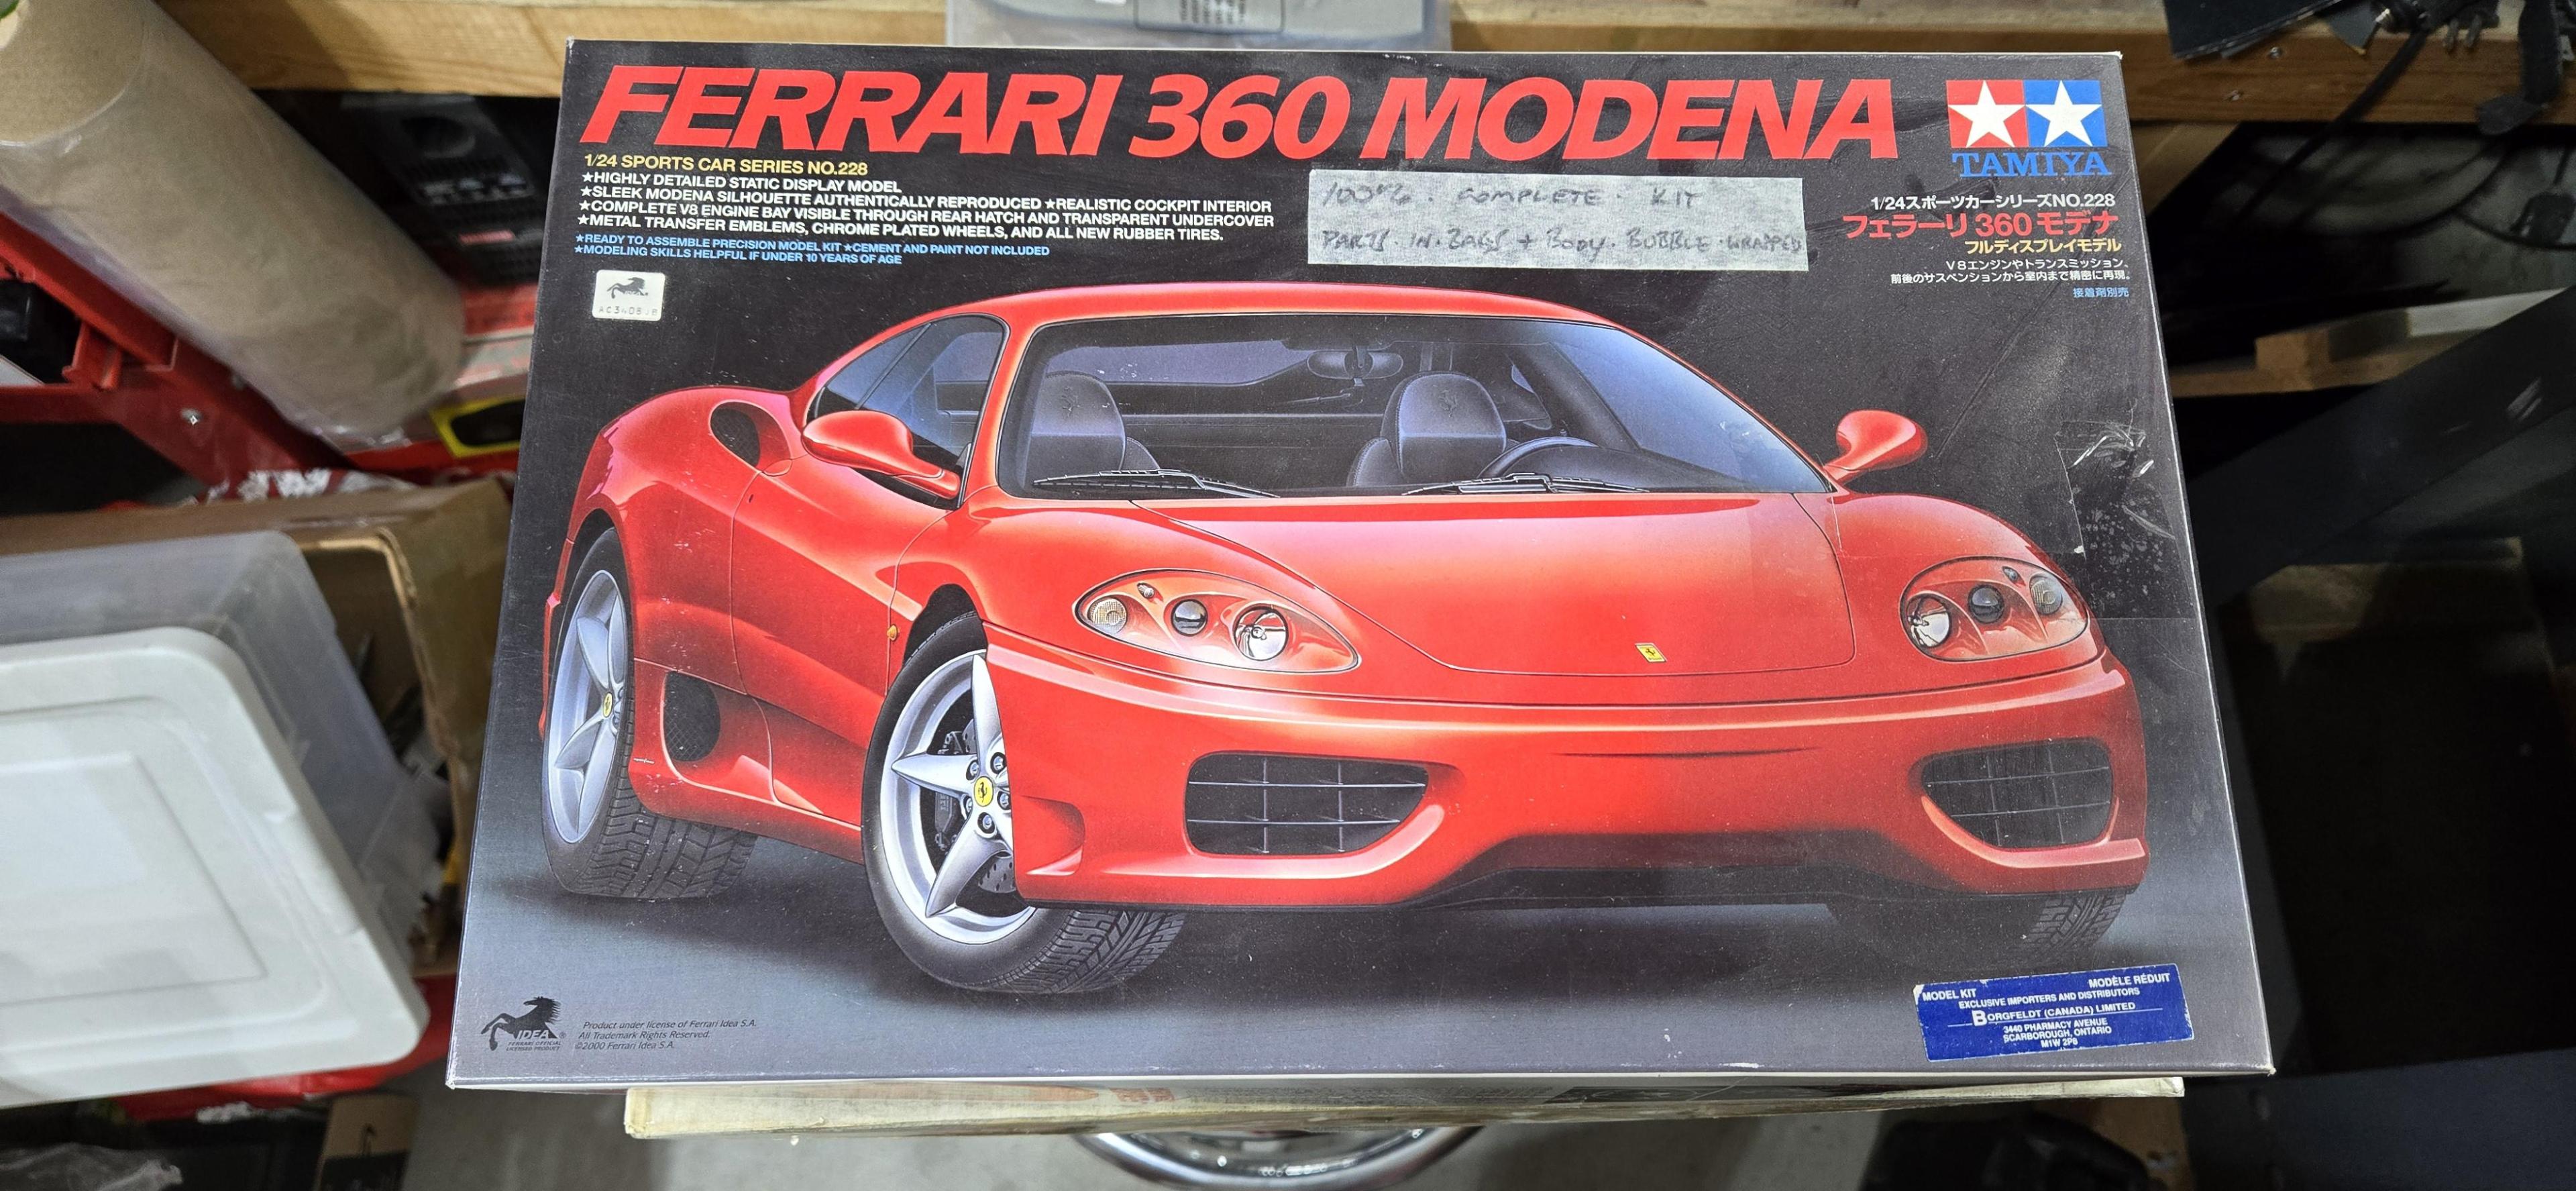 FERRARI 360 MODENA
TAMIYA
1/24 SPORTS CAR SERIES NO.228
★HIGHLY DETAILED STATIC DISPLAY MODEL
★SLEEK MODENA SILHOUETTE AUTHENTICALLY REPRODUCED ★REALISTIC COCKPIT INTERIOR
★COMPLETE V8 ENGINE BAY VISIBLE THROUGH REAR HATCH AND TRANSPARENT UNDERCOVER
★METAL TRANSFER EMBLEMS, CHROME PLATED WHEELS, AND ALL NEW RUBBER TIRES.
★READY TO ASSEMBLE PRECISION MODEL KIT ★CEMENT AND PAINT NOT INCLUDED
★MODELING SKILLS HELPFUL IF UNDER 10 YEARS OF AGE
100% . COMPLETE . KIT
PARTS . IN . BAGS + BODY . BUBBLE . WRAPPED
1/24スポーツカーシリーズNO.228
フェラーリ 360 モデナ
フルディスプレイモデル
V8エンジンやトランスミッション、
前後のサスペンションから室内まで精密に再現。
接着剤別売
IDEA
FERRARI OFFICIAL
LICENSED PRODUCT
Product under license of Ferrari Idea S.A.
All Trademark Rights Reserved.
©2000 Ferrari Idea S.A.
MODEL KIT MODÈLE RÉDUIT
EXCLUSIVE IMPORTERS AND DISTRIBUTORS
BORGFELDT (CANADA) LIMITED
3440 PHARMACY AVENUE
SCARBOROUGH, ONTARIO
M1W 2P8